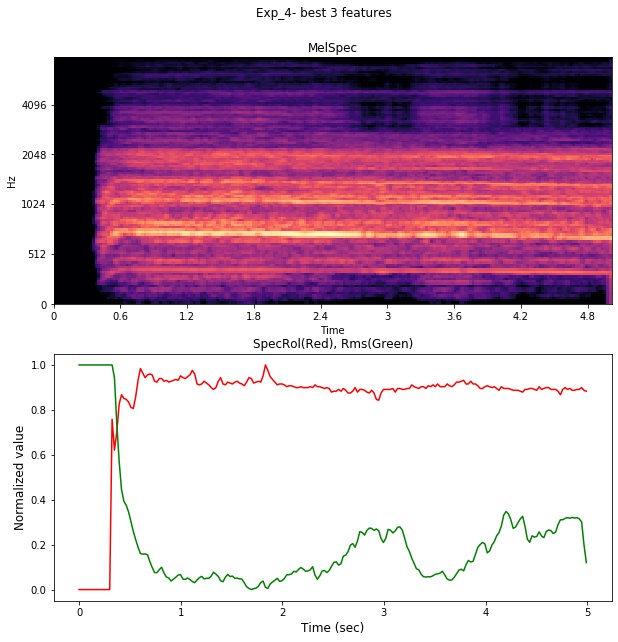 Exp_4- best 3 features
MelSpec
4096
2048
1024
512
0
Hz
0 0.6 1.2 1.8 2.4 3 3.6 4.2 4.8
Time
SpecRol(Red), Rms(Green)
1.0
0.8
0.6
0.4
0.2
0.0
Normalized value
0 1 2 3 4 5
Time (sec)